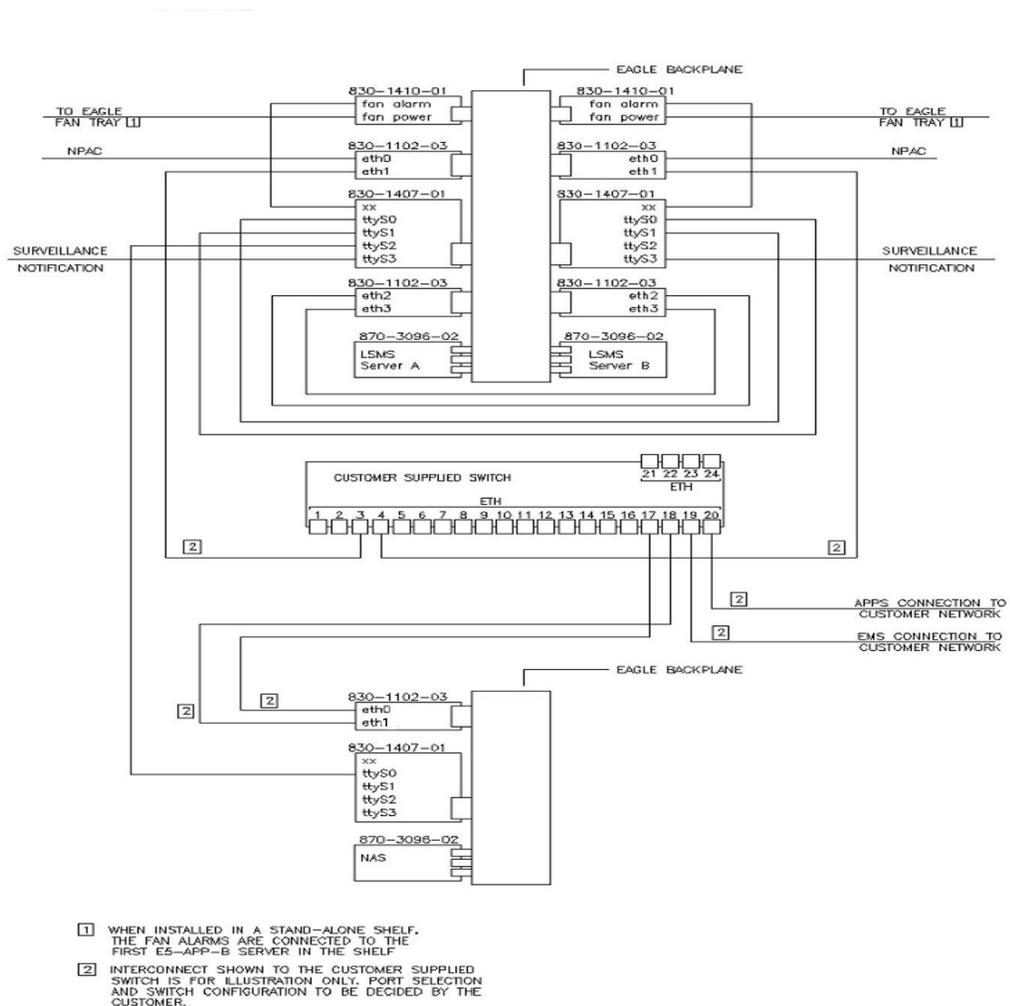 EAGLE BACKPLANE
830-1410-01
830-1410-01
fan alarm
fan power
fan alarm
fan power
TO EAGLE
FAN TRAY 1
TO EAGLE
FAN TRAY 1
NPAC
830-1102-03
eth0
eth1
830-1102-03
eth0
eth1
NPAC
830-1407-01
xx
ttyS0
ttyS1
ttyS2
ttyS3
830-1407-01
xx
ttyS0
ttyS1
ttyS2
ttyS3
SURVEILLANCE
NOTIFICATION
SURVEILLANCE
NOTIFICATION
830-1102-03
eth2
eth3
830-1102-03
eth2
eth3
870-3096-02
LSMS
Server A
870-3096-02
LSMS
Server B
CUSTOMER SUPPLIED SWITCH
21 22 23 24
ETH
ETH
1 2 3 4 5 6 7 8 9 10 11 12 13 14 15 16 17 18 19 20
2
2
2
APPS CONNECTION TO
CUSTOMER NETWORK
2
EMS CONNECTION TO
CUSTOMER NETWORK
EAGLE BACKPLANE
830-1102-03
eth0
eth1
2
2
830-1407-01
xx
ttyS0
ttyS1
ttyS2
ttyS3
870-3096-02
NAS
1 WHEN INSTALLED IN A STAND-ALONE SHELF,
THE FAN ALARMS ARE CONNECTED TO THE
FIRST E5-APP-B SERVER IN THE SHELF
2 INTERCONNECT SHOWN TO THE CUSTOMER SUPPLIED
SWITCH IS FOR ILLUSTRATION ONLY. PORT SELECTION
AND SWITCH CONFIGURATION TO BE DECIDED BY THE
CUSTOMER.